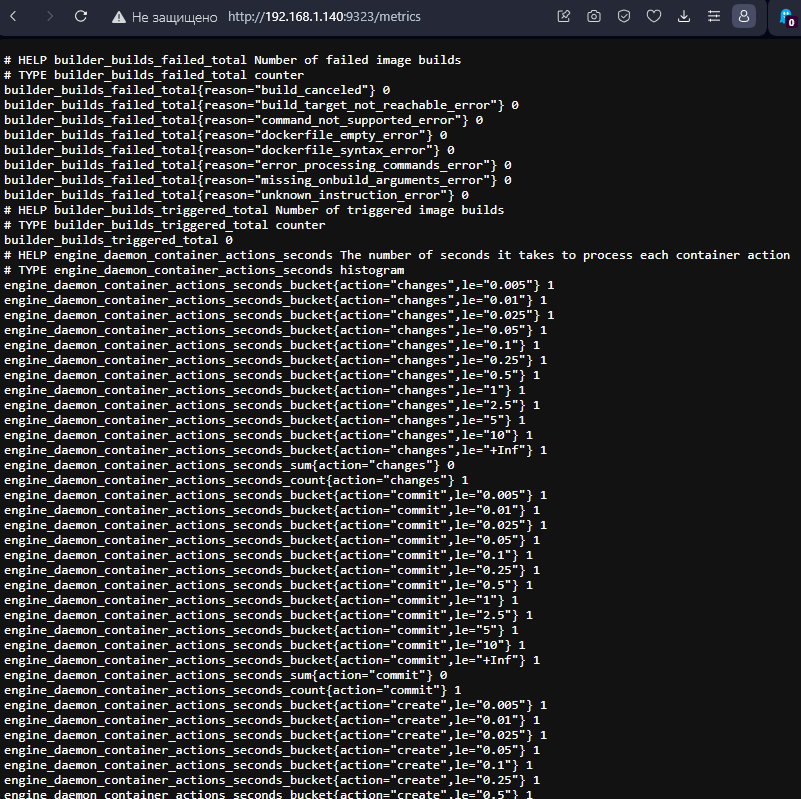 Не защищено http://192.168.1.140:9323/metrics
0
# HELP builder_builds_failed_total Number of failed image builds
# TYPE builder_builds_failed_total counter
builder_builds_failed_total{reason="build_canceled"} 0
builder_builds_failed_total{reason="build_target_not_reachable_error"} 0
builder_builds_failed_total{reason="command_not_supported_error"} 0
builder_builds_failed_total{reason="dockerfile_empty_error"} 0
builder_builds_failed_total{reason="dockerfile_syntax_error"} 0
builder_builds_failed_total{reason="error_processing_commands_error"} 0
builder_builds_failed_total{reason="missing_onbuild_arguments_error"} 0
builder_builds_failed_total{reason="unknown_instruction_error"} 0
# HELP builder_builds_triggered_total Number of triggered image builds
# TYPE builder_builds_triggered_total counter
builder_builds_triggered_total 0
# HELP engine_daemon_container_actions_seconds The number of seconds it takes to process each container action
# TYPE engine_daemon_container_actions_seconds histogram
engine_daemon_container_actions_seconds_bucket{action="changes",le="0.005"} 1
engine_daemon_container_actions_seconds_bucket{action="changes",le="0.01"} 1
engine_daemon_container_actions_seconds_bucket{action="changes",le="0.025"} 1
engine_daemon_container_actions_seconds_bucket{action="changes",le="0.05"} 1
engine_daemon_container_actions_seconds_bucket{action="changes",le="0.1"} 1
engine_daemon_container_actions_seconds_bucket{action="changes",le="0.25"} 1
engine_daemon_container_actions_seconds_bucket{action="changes",le="0.5"} 1
engine_daemon_container_actions_seconds_bucket{action="changes",le="1"} 1
engine_daemon_container_actions_seconds_bucket{action="changes",le="2.5"} 1
engine_daemon_container_actions_seconds_bucket{action="changes",le="5"} 1
engine_daemon_container_actions_seconds_bucket{action="changes",le="10"} 1
engine_daemon_container_actions_seconds_bucket{action="changes",le="+Inf"} 1
engine_daemon_container_actions_seconds_sum{action="changes"} 0
engine_daemon_container_actions_seconds_count{action="changes"} 1
engine_daemon_container_actions_seconds_bucket{action="commit",le="0.005"} 1
engine_daemon_container_actions_seconds_bucket{action="commit",le="0.01"} 1
engine_daemon_container_actions_seconds_bucket{action="commit",le="0.025"} 1
engine_daemon_container_actions_seconds_bucket{action="commit",le="0.05"} 1
engine_daemon_container_actions_seconds_bucket{action="commit",le="0.1"} 1
engine_daemon_container_actions_seconds_bucket{action="commit",le="0.25"} 1
engine_daemon_container_actions_seconds_bucket{action="commit",le="0.5"} 1
engine_daemon_container_actions_seconds_bucket{action="commit",le="1"} 1
engine_daemon_container_actions_seconds_bucket{action="commit",le="2.5"} 1
engine_daemon_container_actions_seconds_bucket{action="commit",le="5"} 1
engine_daemon_container_actions_seconds_bucket{action="commit",le="10"} 1
engine_daemon_container_actions_seconds_bucket{action="commit",le="+Inf"} 1
engine_daemon_container_actions_seconds_sum{action="commit"} 0
engine_daemon_container_actions_seconds_count{action="commit"} 1
engine_daemon_container_actions_seconds_bucket{action="create",le="0.005"} 1
engine_daemon_container_actions_seconds_bucket{action="create",le="0.01"} 1
engine_daemon_container_actions_seconds_bucket{action="create",le="0.025"} 1
engine_daemon_container_actions_seconds_bucket{action="create",le="0.05"} 1
engine_daemon_container_actions_seconds_bucket{action="create",le="0.1"} 1
engine_daemon_container_actions_seconds_bucket{action="create",le="0.25"} 1
engine_daemon_container_actions_seconds_bucket{action="create",le="0.5"} 1